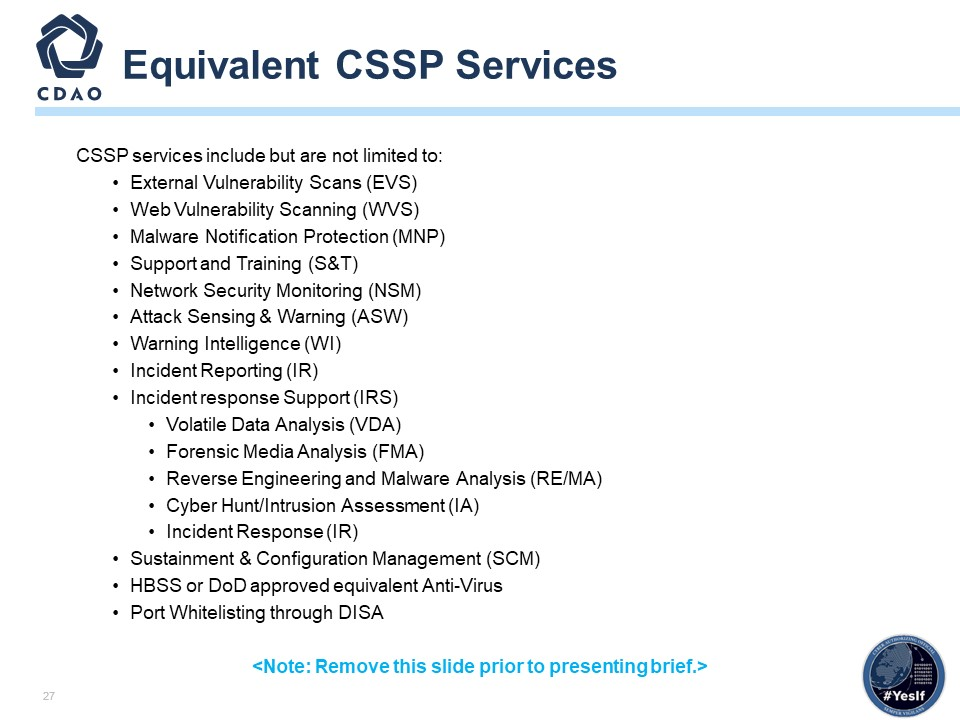 CDAO
Equivalent CSSP Services
CSSP services include but are not limited to:
• External Vulnerability Scans (EVS)
• Web Vulnerability Scanning (WVS)
• Malware Notification Protection (MNP)
• Support and Training (S&T)
• Network Security Monitoring (NSM)
• Attack Sensing & Warning (ASW)
• Warning Intelligence (WI)
• Incident Reporting (IR)
• Incident response Support (IRS)
• Volatile Data Analysis (VDA)
• Forensic Media Analysis (FMA)
• Reverse Engineering and Malware Analysis (RE/MA)
• Cyber Hunt/Intrusion Assessment (IA)
• Incident Response (IR)
• Sustainment & Configuration Management (SCM)
• HBSS or DoD approved equivalent Anti-Virus
• Port Whitelisting through DISA
<Note: Remove this slide prior to presenting brief.>
27
#YesIf